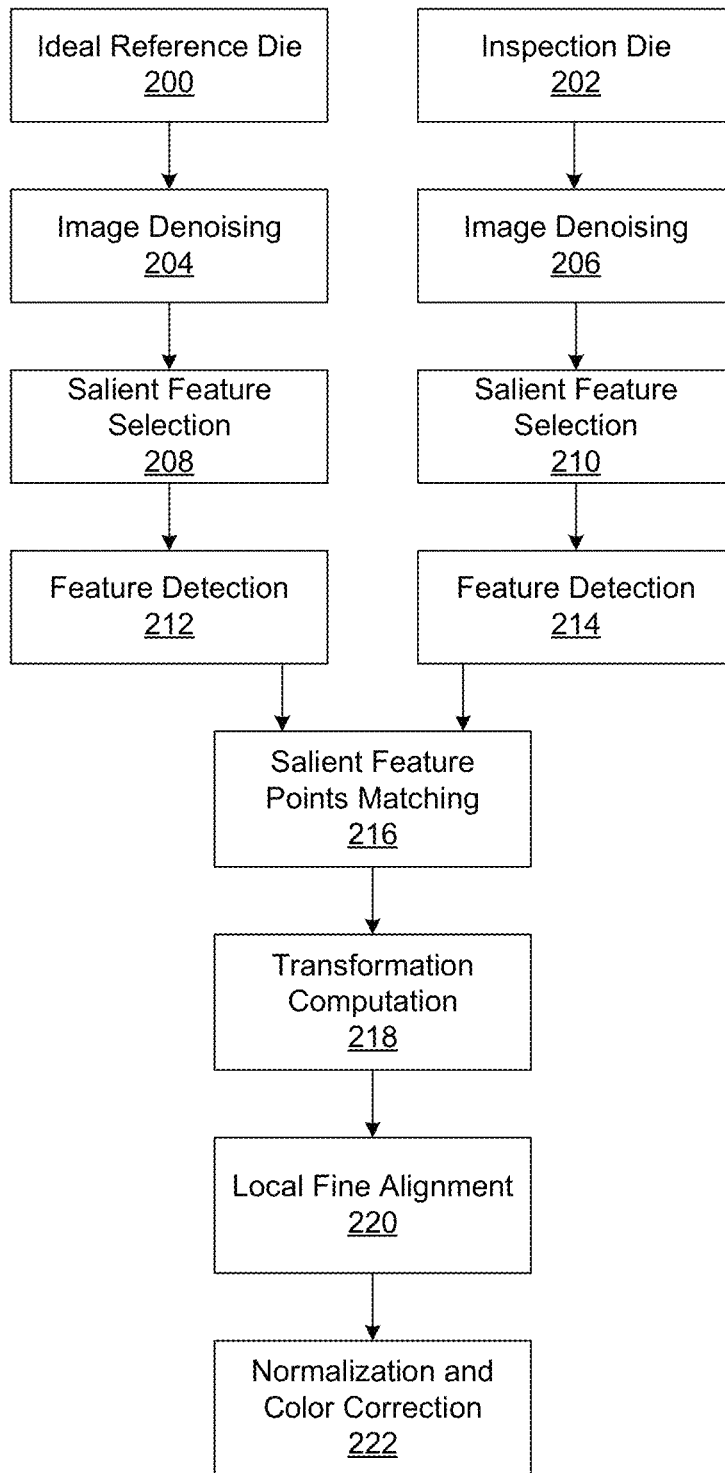 Ideal Reference Die
200
Inspection Die
202
Image Denoising
204
Image Denoising
206
Salient Feature
Selection
208
Salient Feature
Selection
210
Feature Detection
212
Feature Detection
214
Salient Feature
Points Matching
216
Transformation
Computation
218
Local Fine Alignment
220
Normalization and
Color Correction
222